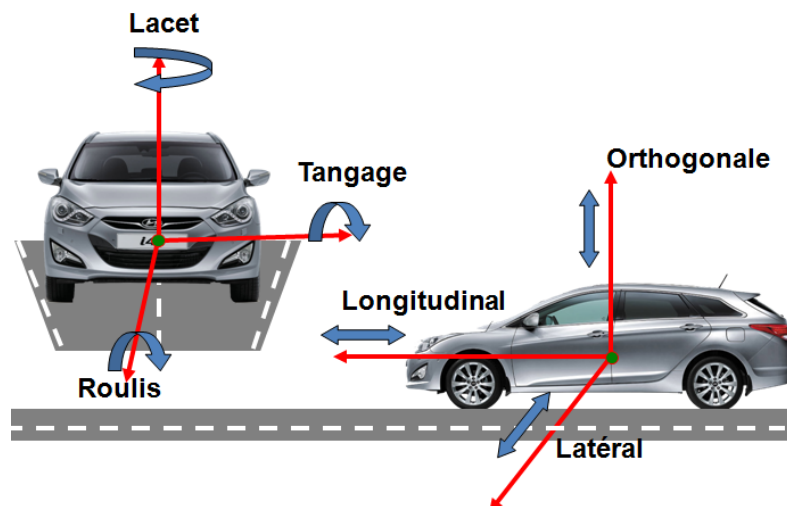 Lacet
Tangage
Roulis
Orthogonale
Longitudinal
Latéral